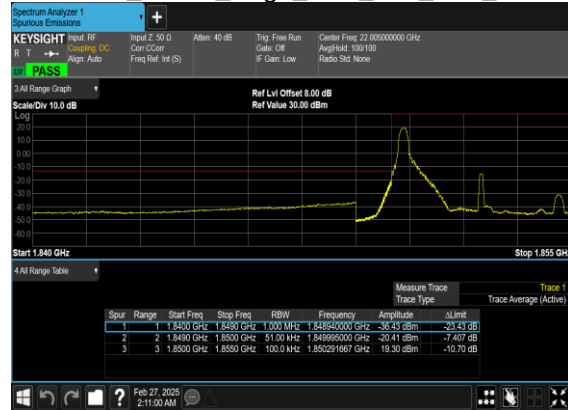 Spectrum Analyzer 1
Spurious Emissions
KEYSIGHT Input: RF Input Z: 50 Ω Atten: 40 dB Trig: Free Run Center Freq: 22.005000000 GHz
R T Coupling: DC Corr CCorr Gate: Off Avg|Hold: 100/100
Align: Auto Freq Ref: Int (S) IF Gain: Low Radio Std: None
PASS
3 All Range Graph Ref Lvl Offset 8.00 dB
Scale/Div 10.0 dB Ref Value 30.00 dBm
Log
20.0
10.0
0.00
-10.0
-20.0
-30.0
-40.0
-50.0
-60.0
Start 1.840 GHz Stop 1.855 GHz
4 All Range Table
Measure Trace Trace 1
Trace Type Trace Average (Active)
Spur Range Start Freq Stop Freq RBW Frequency Amplitude ΔLimit
1 1 1.8400 GHz 1.8490 GHz 1.000 MHz 1.848940000 GHz -36.43 dBm -23.43 dB
2 2 1.8490 GHz 1.8500 GHz 51.00 kHz 1.849995000 GHz -20.41 dBm -7.407 dB
3 3 1.8500 GHz 1.8550 GHz 100.0 kHz 1.850291667 GHz 19.30 dBm -10.70 dB
? Feb 27, 2025
2:11:00 AM